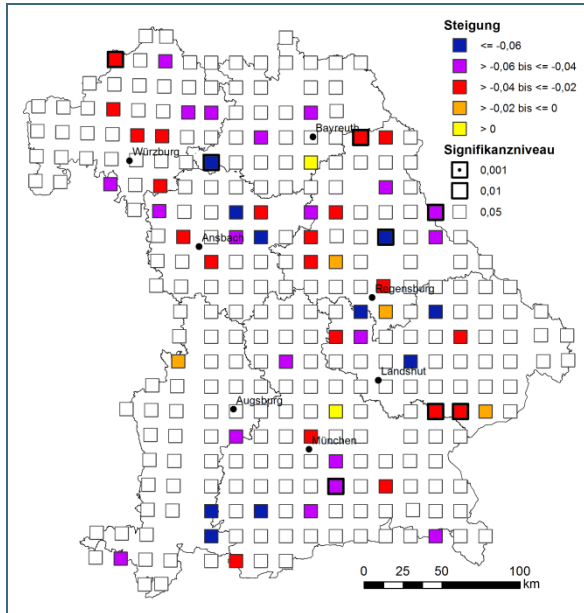 Steigung
<= -0,06
> -0,06 bis <= -0,04
> -0,04 bis <= -0,02
> -0,02 bis <= 0
> 0
Signifikanzniveau
0,001
0,01
0,05
Bayreuth
Würzburg
Ansbach
Regensburg
Landshut
Augsburg
München
0 25 50 100
km